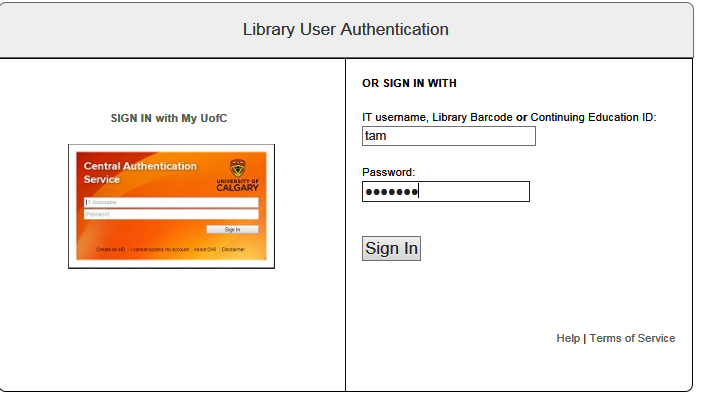 Library User Authentication
SIGN IN with My UofC
Central Authentication
Service
UNIVERSITY OF
CALGARY
IT Username
Password
Sign In
Create an eID | I cannot access my account | About CAS | Disclaimer
OR SIGN IN WITH
IT username, Library Barcode or Continuing Education ID:
tam
Password:
●●●●●●●
Sign In
Help | Terms of Service